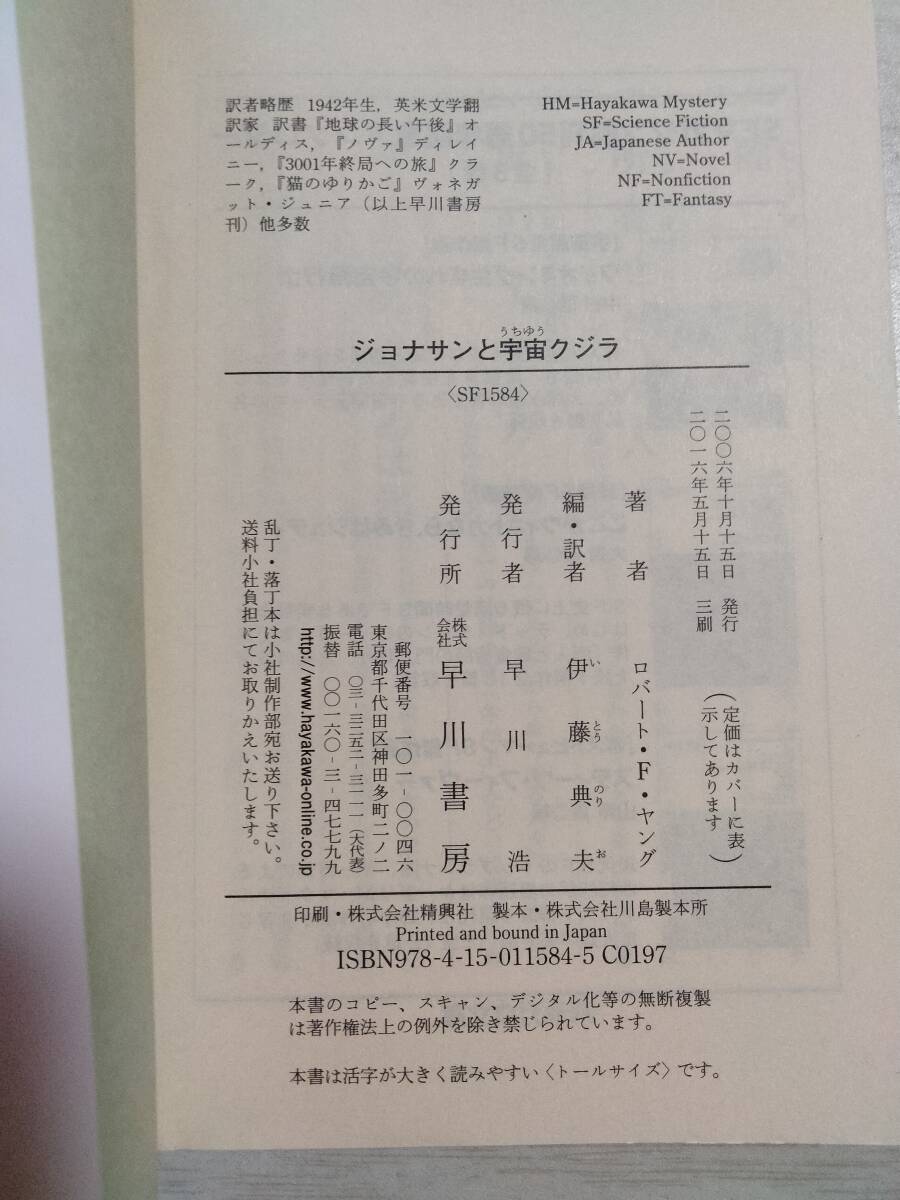 訳者略歴 1942年生，英米文学翻
訳家 訳書『地球の長い午後』オ
ールディス，『ノヴァ』ディレイ
ニー，『3001年終局への旅』クラ
ーク，『猫のゆりかご』ヴォネガ
ット・ジュニア（以上早川書房
刊）他多数
HM=Hayakawa Mystery
SF=Science Fiction
JA=Japanese Author
NV=Novel
NF=Nonfiction
FT=Fantasy
うちゆう
ジョナサンと宇宙クジラ
〈SF1584〉
二〇〇六年十月十五日 発行
二〇一六年五月十五日 三刷
（定価はカバーに表
示してあります）
著者 ロバート・F・ヤング
編・訳者 伊藤典夫
いとうのりお
発行者 早川浩
発行所 株式会社早川書房
郵便番号 一〇一-〇〇四六
東京都千代田区神田多町二ノ二
電話 〇三-三二五二-三一一一（大代表）
振替 〇〇一六〇-三-四七七九九
http://www.hayakawa-online.co.jp
乱丁・落丁本は小社制作部宛お送り下さい。
送料小社負担にてお取りかえいたします。
印刷・株式会社精興社 製本・株式会社川島製本所
Printed and bound in Japan
ISBN978-4-15-011584-5 C0197
本書のコピー、スキャン、デジタル化等の無断複製
は著作権法上の例外を除き禁じられています。
本書は活字が大きく読みやすい〈トールサイズ〉です。